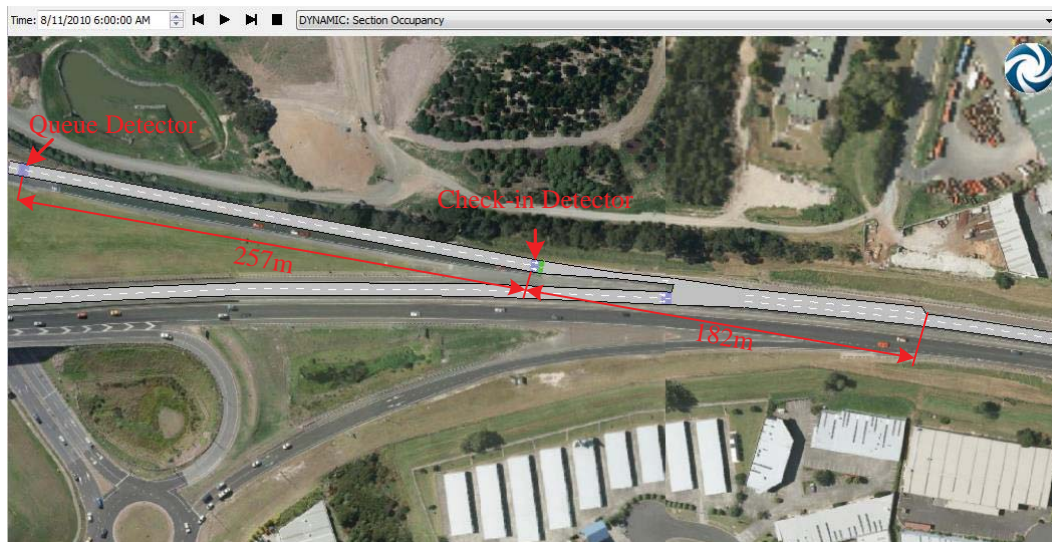 Time: 8/11/2010 6:00:00 AM
DYNAMIC: Section Occupancy
Queue Detector
Check-in Detector
257m
182m